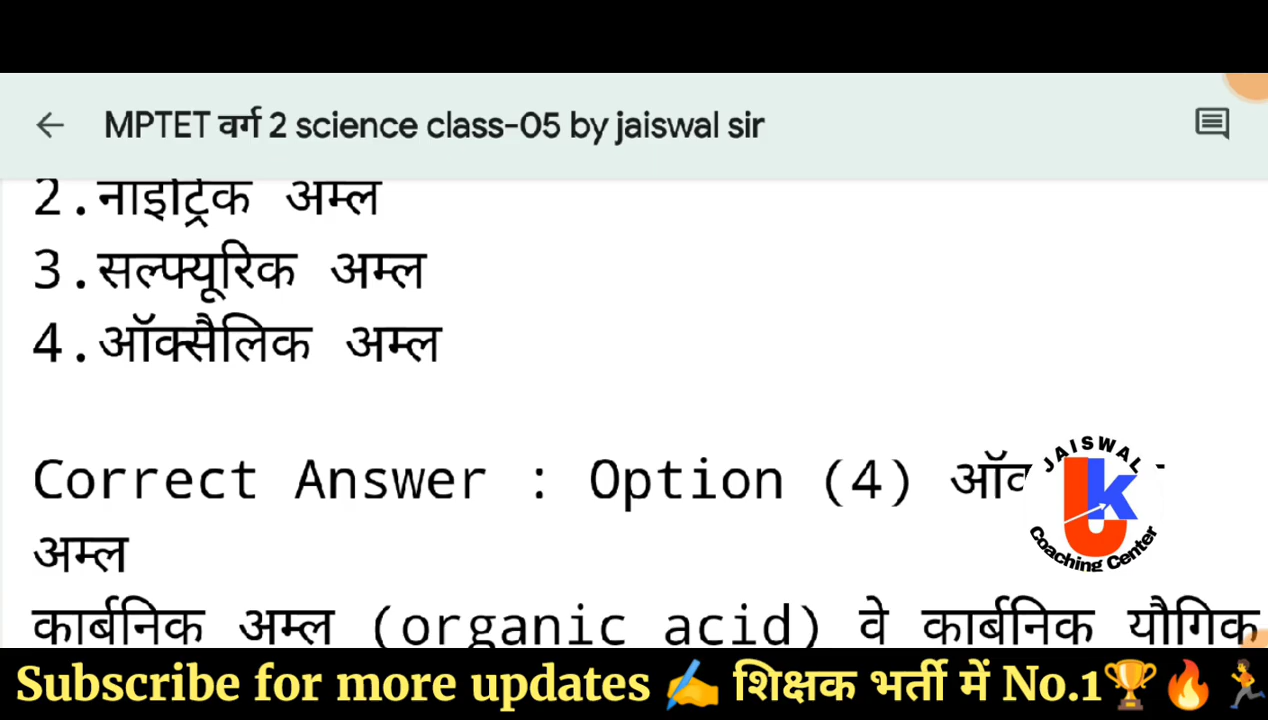 MPTET वर्ग 2 science class-05 by jaiswal sir
2.नाइट्रिक अम्ल
3.सल्फ्यूरिक अम्ल
4.ऑक्सैलिक अम्ल
Correct Answer : Option (4)
अम्ल
JAISWAL
UK
Coaching Center
कार्बनिक अम्ल (organic acid) वे कार्बनिक यौगिक
Subscribe for more updates ✍️ शिक्षक भर्ती में No.1🏆🔥🏃